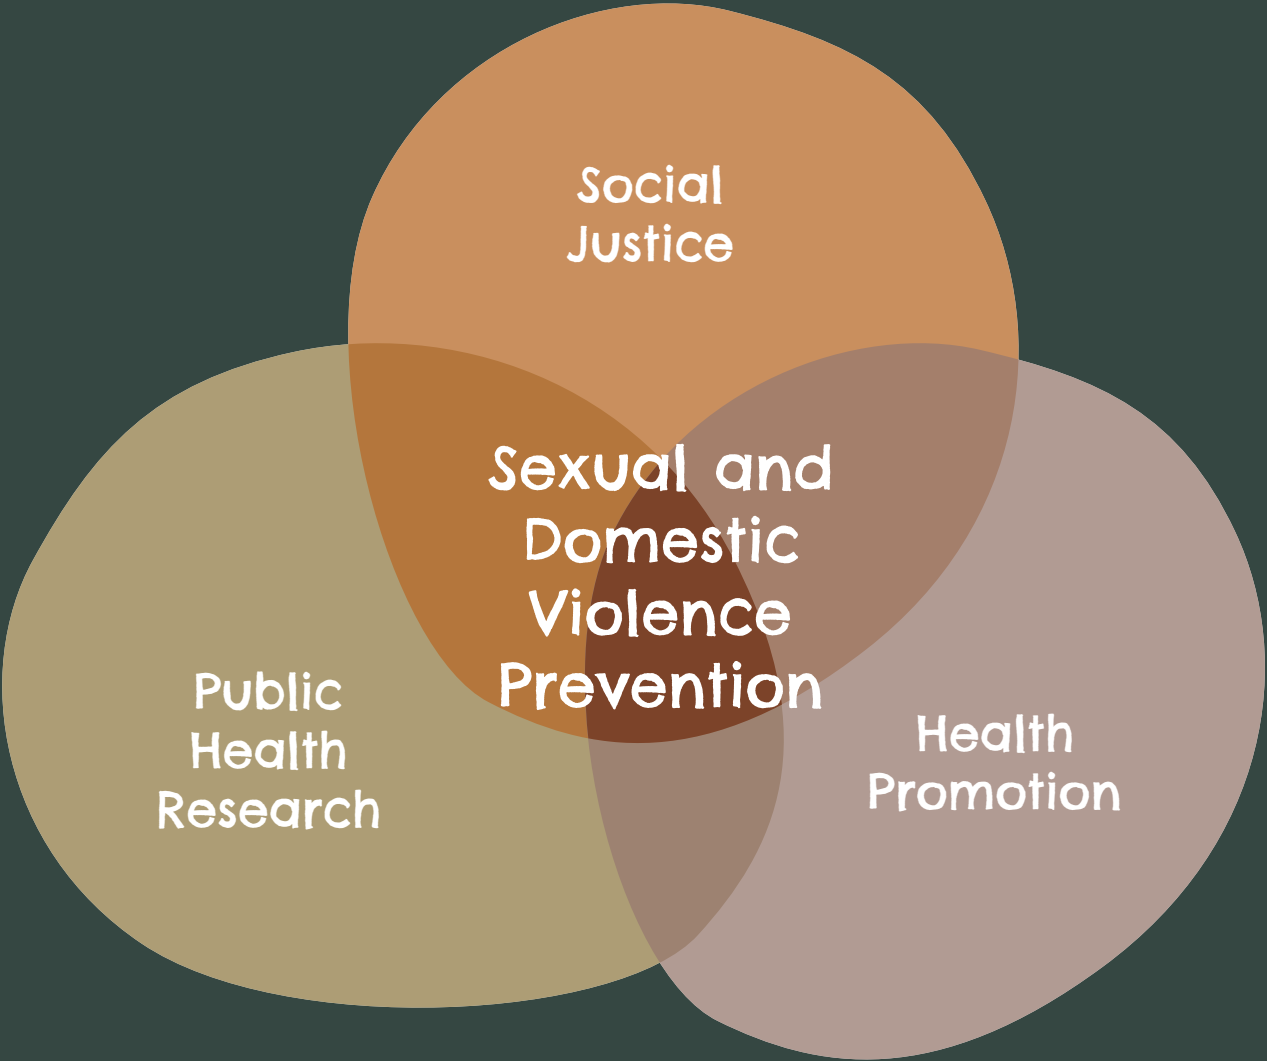 Social
Justice
Sexual and
Domestic
Violence
Prevention
Public
Health
Research
Health
Promotion